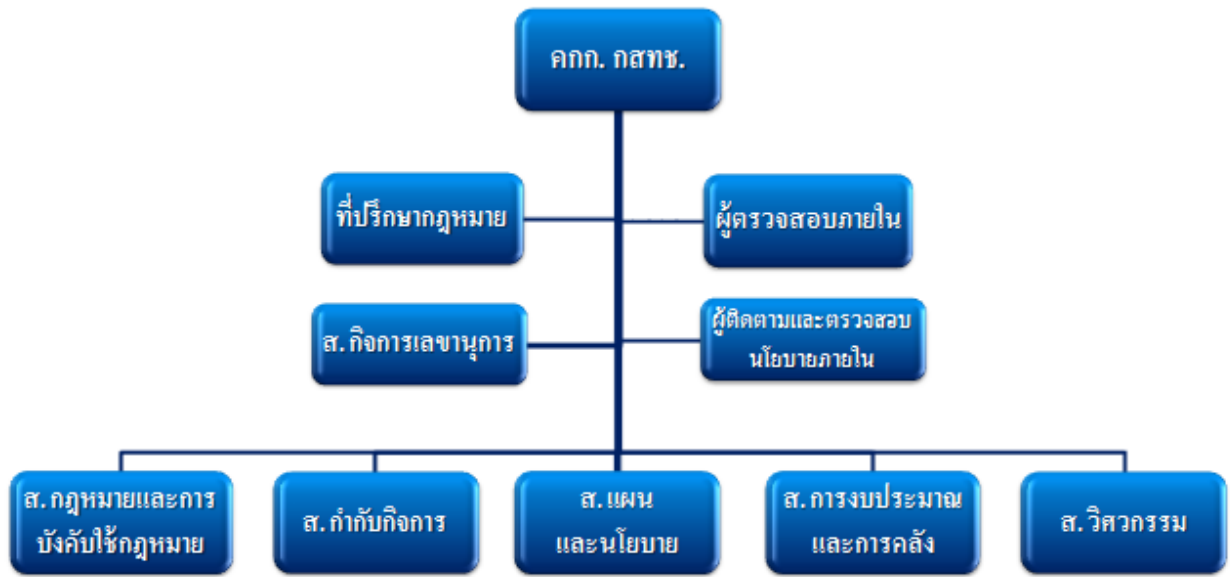 คกก. กสทช.
ที่ปรึกษากฎหมาย
ผู้ตรวจสอบภายใน
ส.กิจการเลขานุการ
ผู้ติดตามและตรวจสอบ
นโยบายภายใน
ส.กฎหมายและการ
บังคับใช้กฎหมาย
ส.กำกับกิจการ
ส.แผน
และนโยบาย
ส.การงบประมาณ
และการคลัง
ส.วิศวกรรม